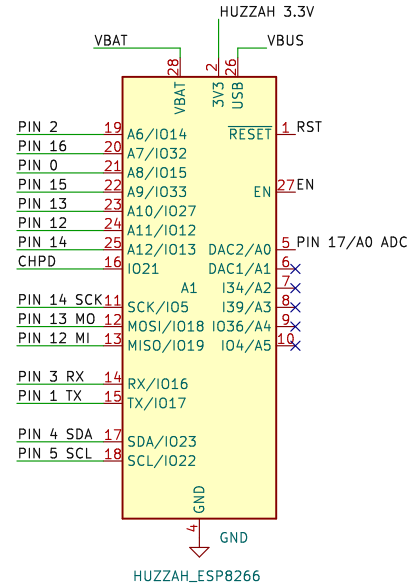 HUZZAH 3.3V
VBAT
VBUS
28
2
26
VBAT
3V3
USB
PIN 2 19 A6/IO14 RESET 1 RST
PIN 16 20 A7/IO32
PIN 0 21 A8/IO15
PIN 15 22 A9/IO33 EN 27 EN
PIN 13 23 A10/IO27
PIN 12 24 A11/IO12
PIN 14 25 A12/IO13 DAC2/A0 5 PIN 17/A0 ADC
CHPD 16 IO21 DAC1/A1 6
A1 I34/A2 7
PIN 14 SCK 11 SCK/IO5 I39/A3 8
PIN 13 MO 12 MOSI/IO18 IO36/A4 9
PIN 12 MI 13 MISO/IO19 IO4/A5 10
PIN 3 RX 14 RX/IO16
PIN 1 TX 15 TX/IO17
PIN 4 SDA 17 SDA/IO23
PIN 5 SCL 18 SCL/IO22
GND
4
GND
HUZZAH_ESP8266